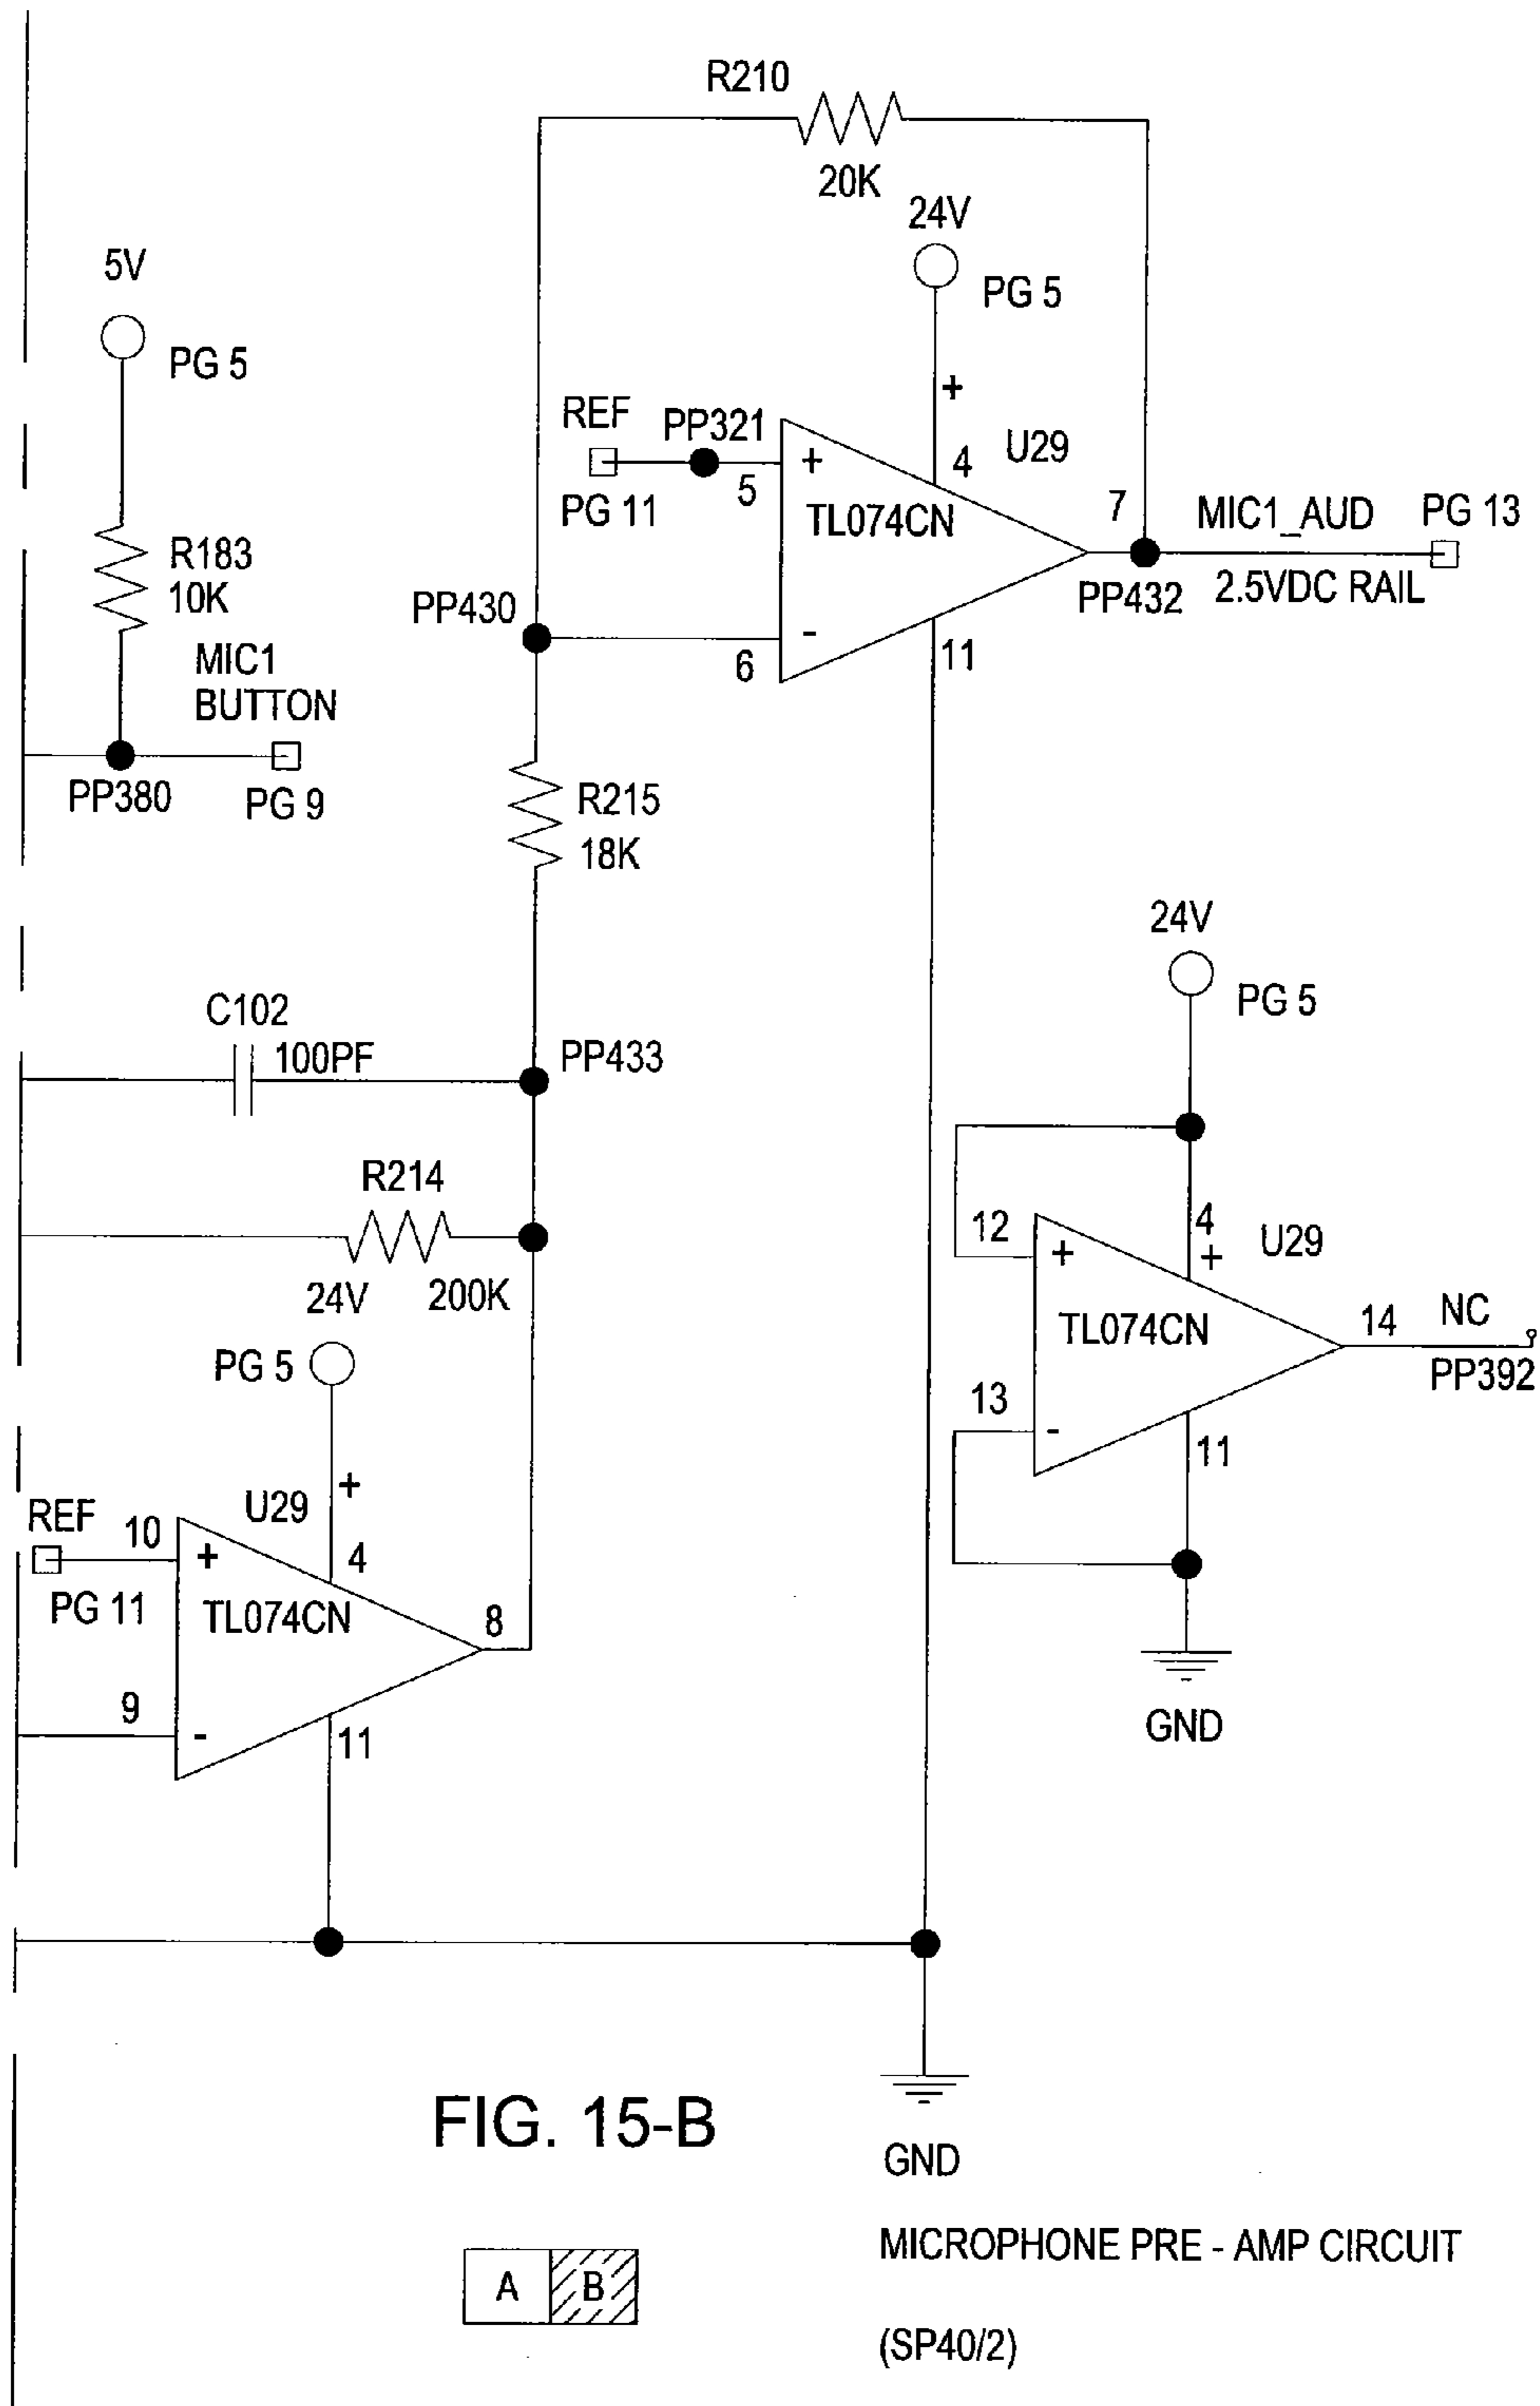 R210
20K
24V
PG 5
5V
PG 5
REF
PP321
+
4
U29
PG 11
5
+
TL074CN
7
MIC1_AUD
PG 13
R183
10K
PP430
PP432
2.5VDC RAIL
6
-
11
MIC1
BUTTON
PP380
PG 9
R215
18K
24V
PG 5
C102
100PF
PP433
R214
24V
200K
12
+
4
+
U29
TL074CN
14
NC
PP392
PG 5
13
-
11
+
U29
REF
10
+
4
PG 11
TL074CN
8
9
-
11
GND
FIG. 15-B
GND
A
B
MICROPHONE PRE - AMP CIRCUIT
(SP40/2)